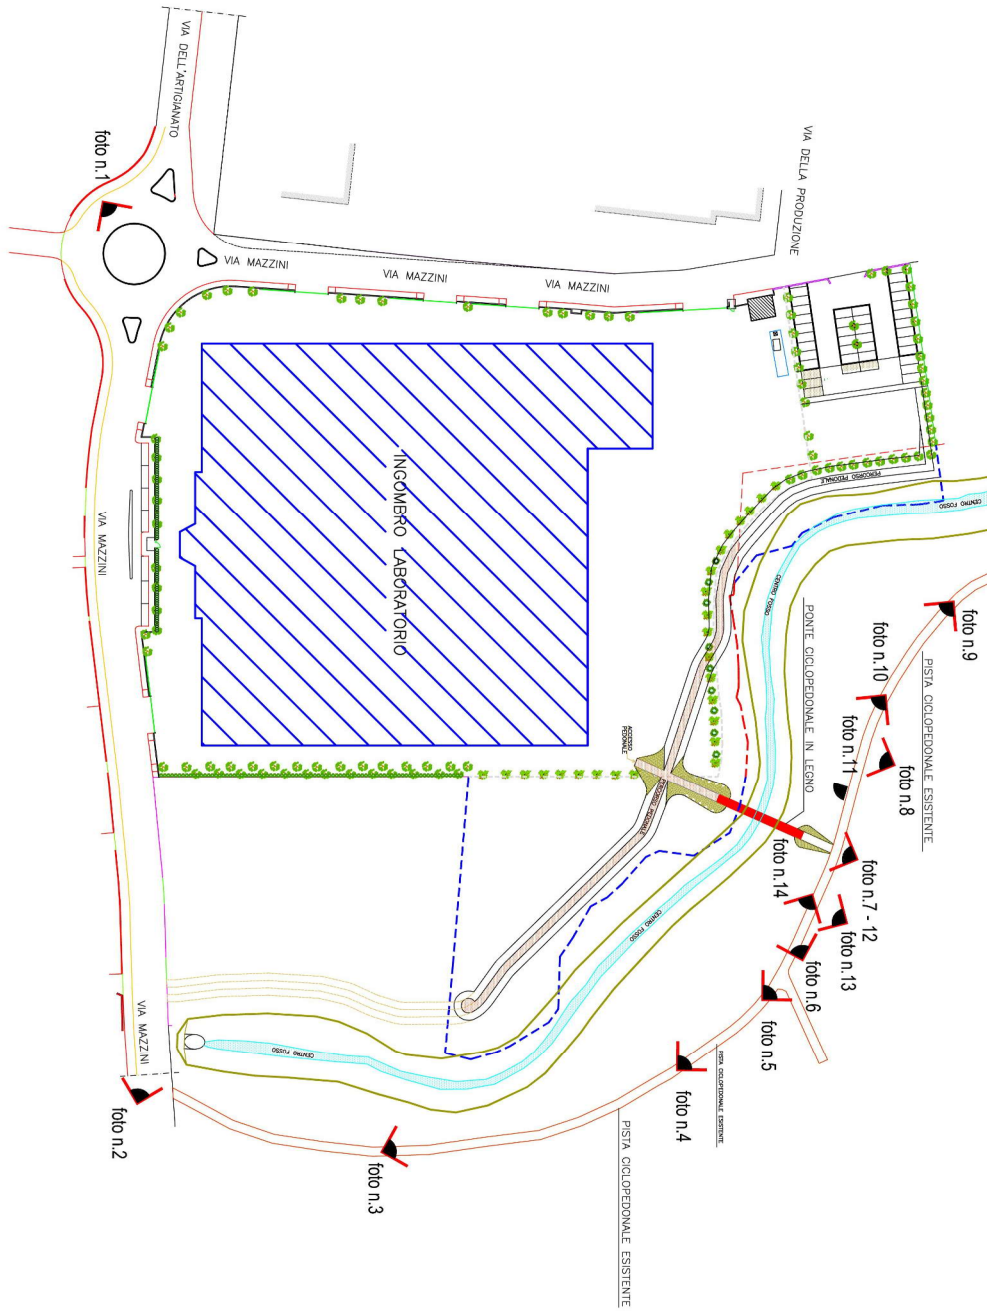 VIA DELL'ARTIGIANATO
foto n.1
VIA DELLA PRODUZIONE
VIA MAZZINI
VIA MAZZINI
VIA MAZZINI
INGOMBRO LABORATORIO
PERCORSO PEDONALE
CENTRO FOSSO
CENTRO FOSSO
VIA MAZZINI
PONTE CICLOPEDONALE IN LEGNO
foto n.9
foto n.10
PISTA CICLOPEDONALE ESISTENTE
foto n.11
foto n.8
ACCESSO
PEDONALE
PERCORSO PEDONALE
foto n.14
foto n.7 - 12
foto n.13
CENTRO FOSSO
foto n.6
foto n.5
VIA MAZZINI
CENTRO FOSSO
PISTA CICLOPEDONALE ESISTENTE
foto n.4
foto n.2
foto n.3
PISTA CICLOPEDONALE ESISTENTE